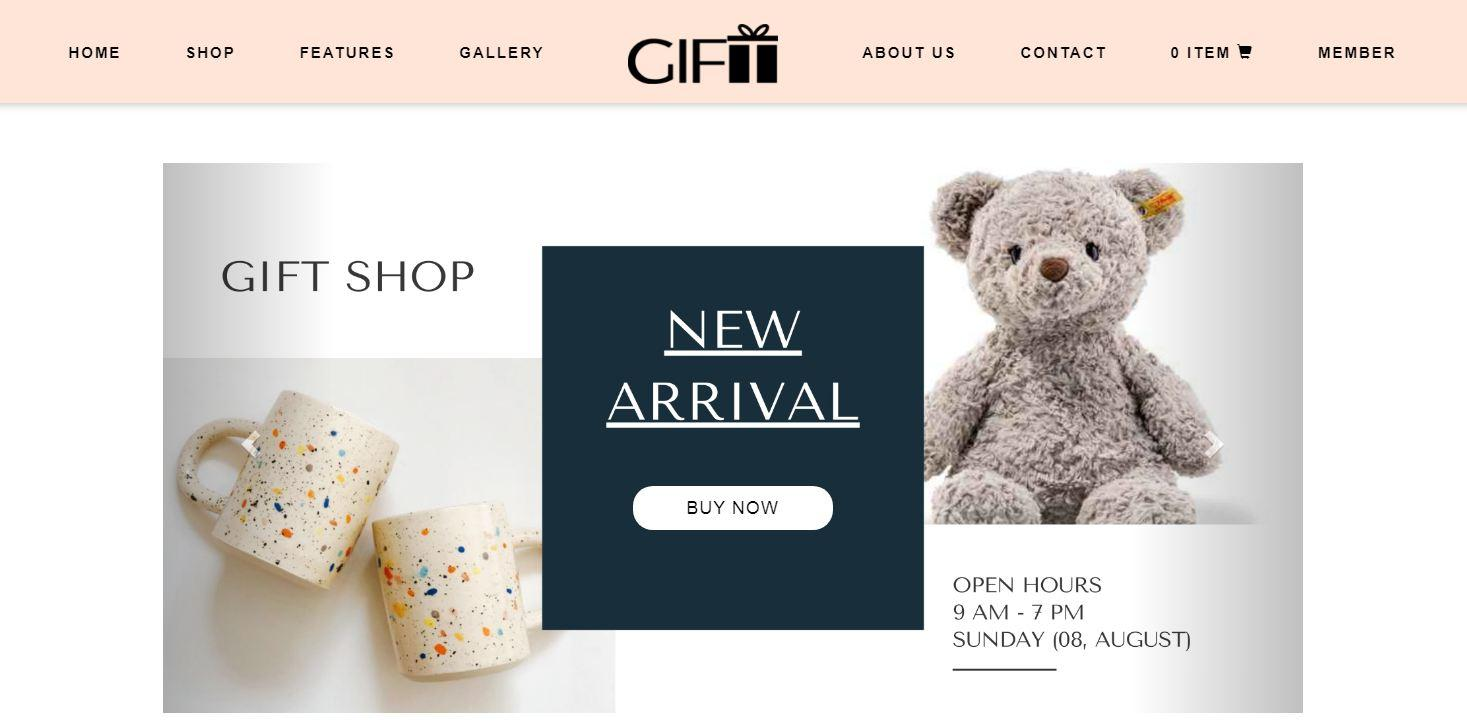 HOME SHOP FEATURES GALLERY GIFT ABOUT US CONTACT 0 ITEM MEMBER
GIFT SHOP
NEW
ARRIVAL
BUY NOW
OPEN HOURS
9 AM - 7 PM
SUNDAY (08, AUGUST)